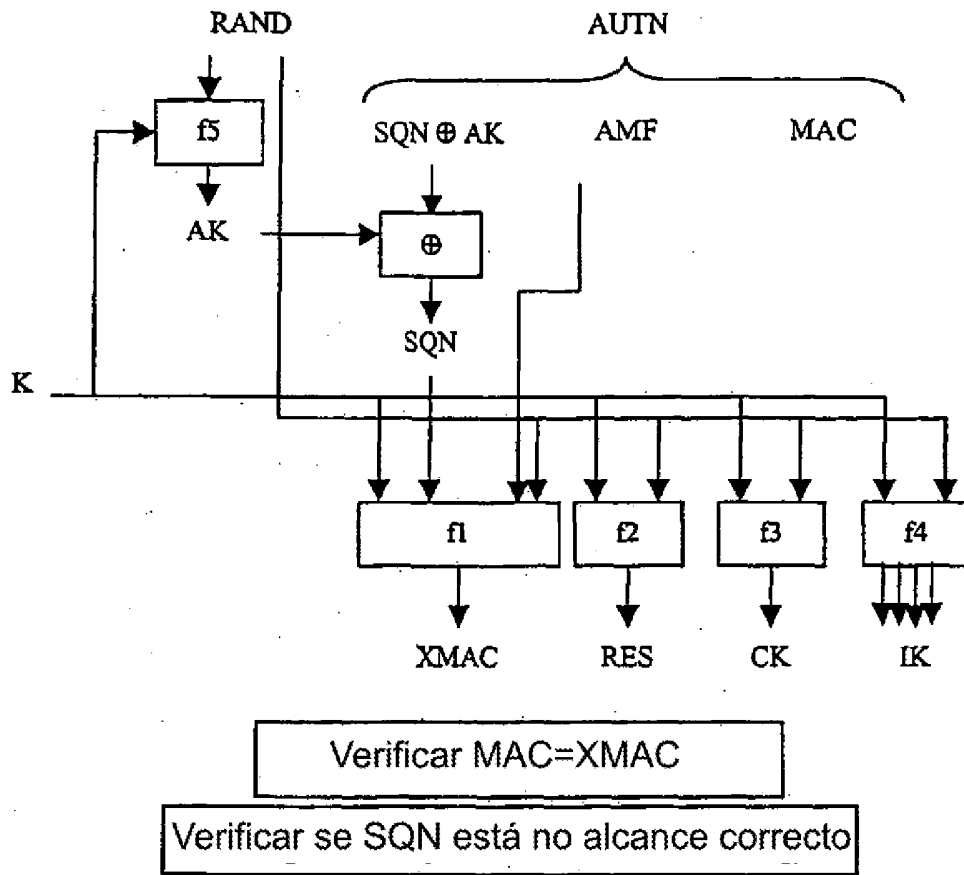 RAND AUTN
f5 SQN ⊕ AK AMF MAC
AK ⊕
SQN
K
f1 f2 f3 f4
XMAC RES CK IK
Verificar MAC=XMAC
Verificar se SQN está no alcance correcto